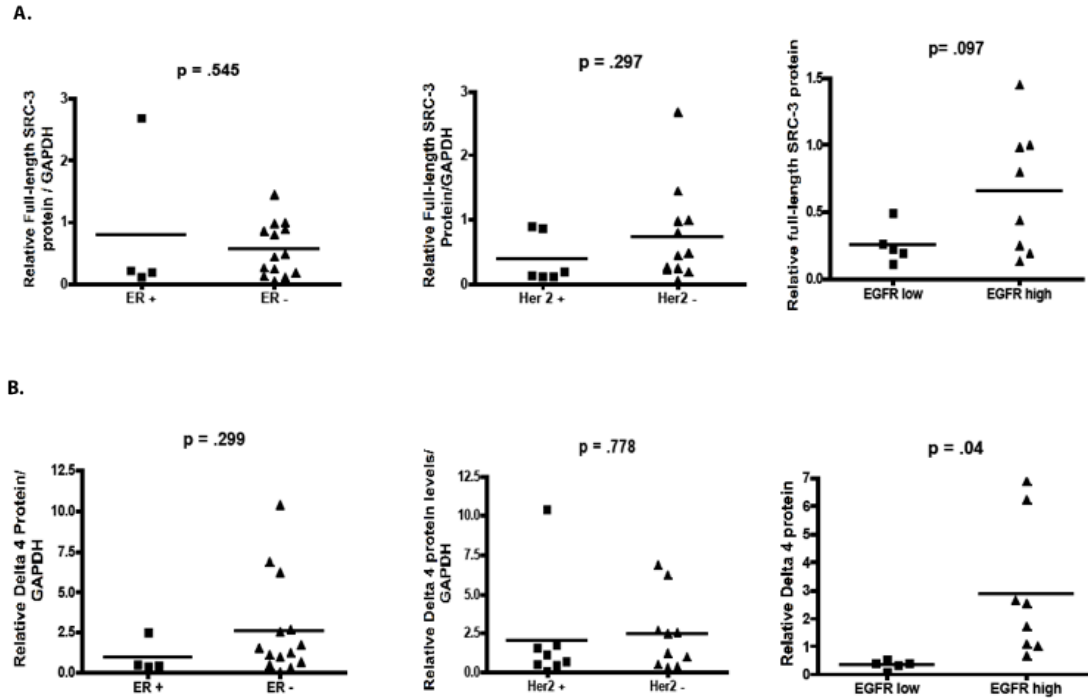 A.
p = .545
Relative Full-length SRC-3
protein / GAPDH
3
2
1
0
ER +
ER -
p = .297
Relative Full-length SRC-3
Protein/GAPDH
3
2
1
0
Her 2 +
Her2 -
p= .097
Relative full-length SRC-3 protein
1.5
1.0
0.5
0.0
EGFR low
EGFR high
B.
p = .299
Relative Delta 4 Protein/
GAPDH
12.5
10.0
7.5
5.0
2.5
0.0
ER +
ER -
p = .778
Relative Delta 4 protein levels/
GAPDH
12.5
10.0
7.5
5.0
2.5
0.0
Her2 +
Her2 -
p = .04
Relative Delta 4 protein
7
6
5
4
3
2
1
0
EGFR low
EGFR high